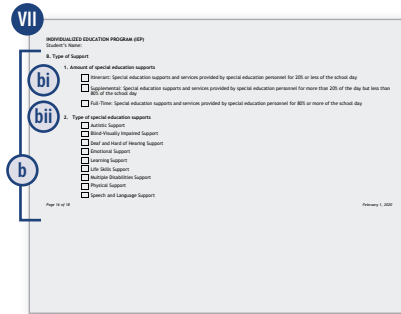 VII
INDIVIDUALIZED EDUCATION PROGRAM (IEP)
Student's Name:
B. Type of Support
1. Amount of special education supports
bi
Itinerant: Special education supports and services provided by special education personnel for 20% or less of the school day
Supplemental: Special education supports and services provided by special education personnel for more than 20% of the day but less than
80% of the school day
Full-Time: Special education supports and services provided by special education personnel for 80% or more of the school day
bii
2. Type of special education supports
Autistic Support
Blind-Visually Impaired Support
Deaf and Hard of Hearing Support
Emotional Support
Learning Support
b
Life Skills Support
Multiple Disabilities Support
Physical Support
Speech and Language Support
Page 16 of 18
February 1, 2020